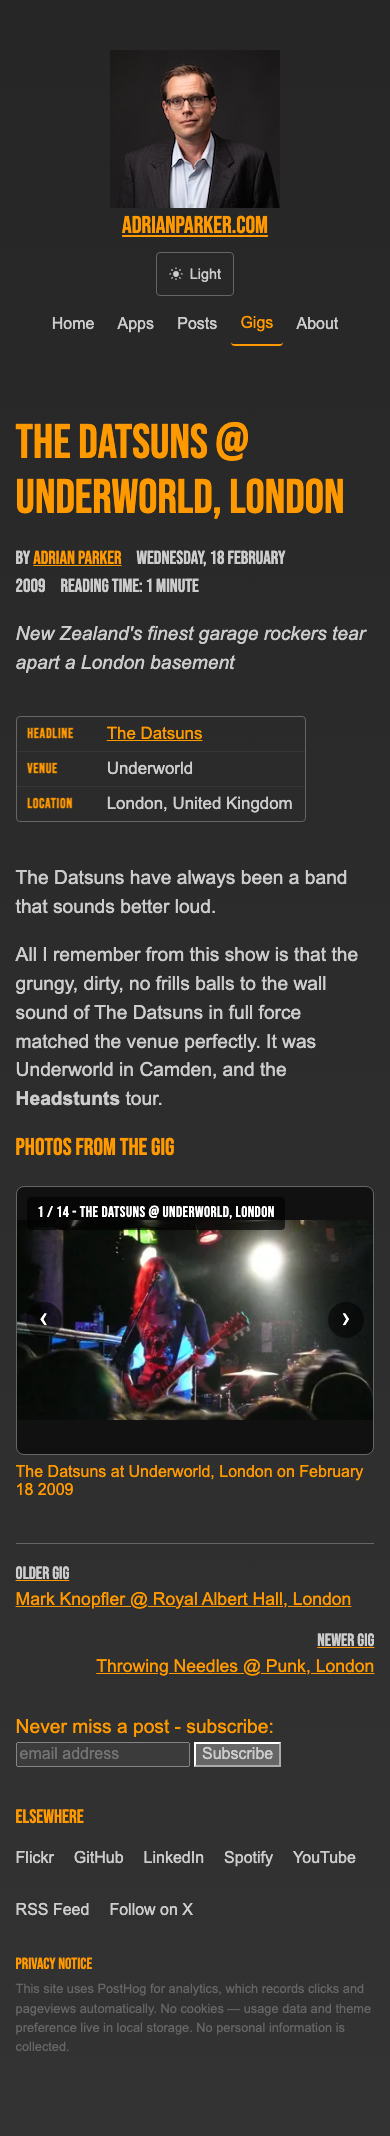 ADRIANPARKER.COM
Light
Home Apps Posts Gigs About
THE DATSUNS @
UNDERWORLD, LONDON
BY ADRIAN PARKER WEDNESDAY, 18 FEBRUARY
2009 READING TIME: 1 MINUTE
New Zealand's finest garage rockers tear
apart a London basement
HEADLINE The Datsuns
VENUE Underworld
LOCATION London, United Kingdom
The Datsuns have always been a band
that sounds better loud.
All I remember from this show is that the
grungy, dirty, no frills balls to the wall
sound of The Datsuns in full force
matched the venue perfectly. It was
Underworld in Camden, and the
Headstunts tour.
PHOTOS FROM THE GIG
1 / 14 - THE DATSUNS @ UNDERWORLD, LONDON
❮ ❯
The Datsuns at Underworld, London on February
18 2009
OLDER GIG
Mark Knopfler @ Royal Albert Hall, London
NEWER GIG
Throwing Needles @ Punk, London
Never miss a post - subscribe:
email address Subscribe
ELSEWHERE
Flickr GitHub LinkedIn Spotify YouTube
RSS Feed Follow on X
PRIVACY NOTICE
This site uses PostHog for analytics, which records clicks and
pageviews automatically. No cookies — usage data and theme
preference live in local storage. No personal information is
collected.